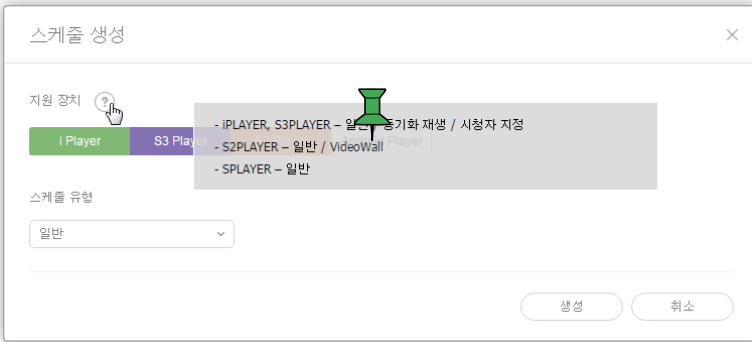 스케줄 생성
지원 장치 ?
i Player S3 Play Player
- iPLAYER, S3PLAYER – 일반 동기화 재생 / 시청자 지정
- S2PLAYER – 일반 / VideoWall
- SPLAYER – 일반
스케줄 유형
일반
생성 취소